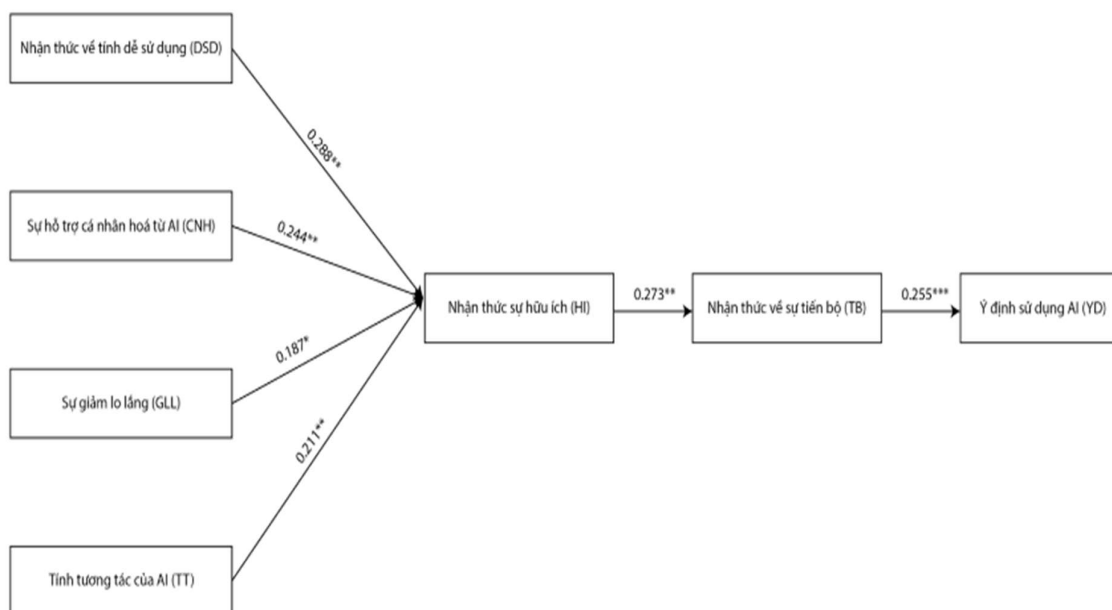 Nhận thức về tính dễ sử dụng (DSD)
0.288**
Sự hỗ trợ cá nhân hoá từ AI (CNH)
0.244**
Nhận thức sự hữu ích (HI)
0.273**
Nhận thức về sự tiến bộ (TB)
0.255***
Ý định sử dụng AI (YD)
0.187*
Sự giảm lo lắng (GLL)
0.211**
Tính tương tác của AI (TT)